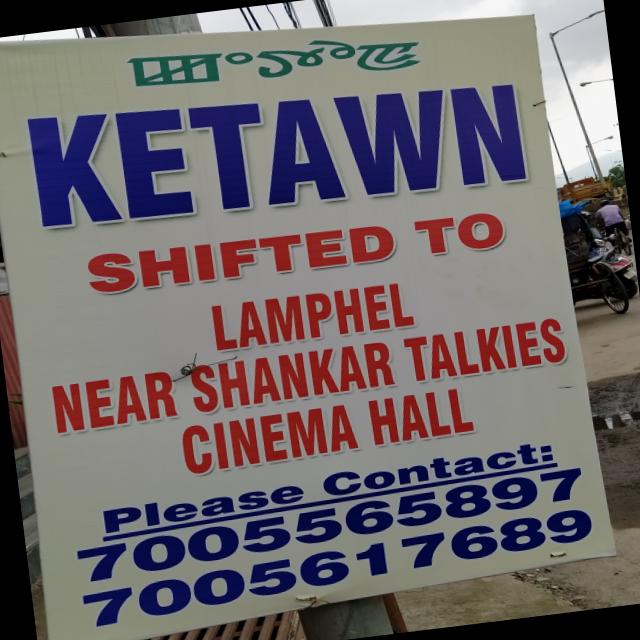 KETAWN
SHIFTED TO
LAMPHEL
NEAR SHANKAR TALKIES
CINEMA HALL
Please Contact:
7005565897
7005617689